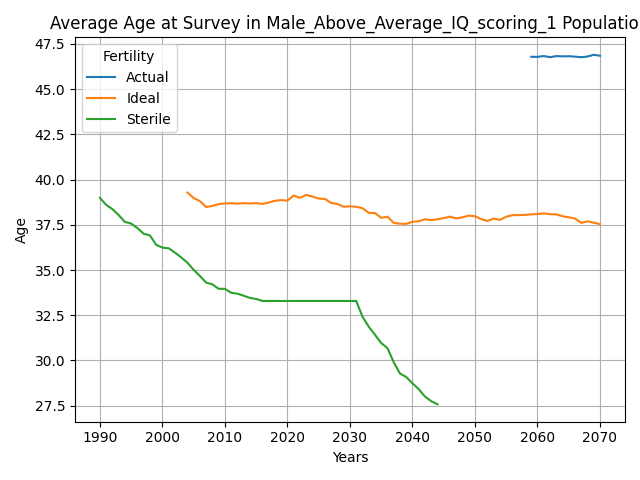 Average Age at Survey in Male_Above_Average_IQ_scoring_1 Populatio
47.5
45.0
42.5
40.0
37.5
35.0
32.5
30.0
27.5
Age
Fertility
Actual
Ideal
Sterile
1990 2000 2010 2020 2030 2040 2050 2060 2070
Years